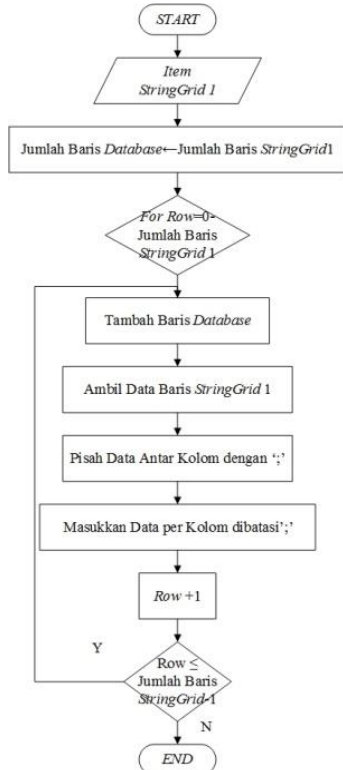 START
Item
StringGrid 1
Jumlah Baris Database←Jumlah Baris StringGrid1
For Row=0-
Jumlah Baris
StringGrid 1
Tambah Baris Database
Ambil Data Baris StringGrid 1
Pisah Data Antar Kolom dengan ‘;’
Masukkan Data per Kolom dibatasi’;’
Row +1
Y
Row ≤
Jumlah Baris
StringGrid-1
N
END